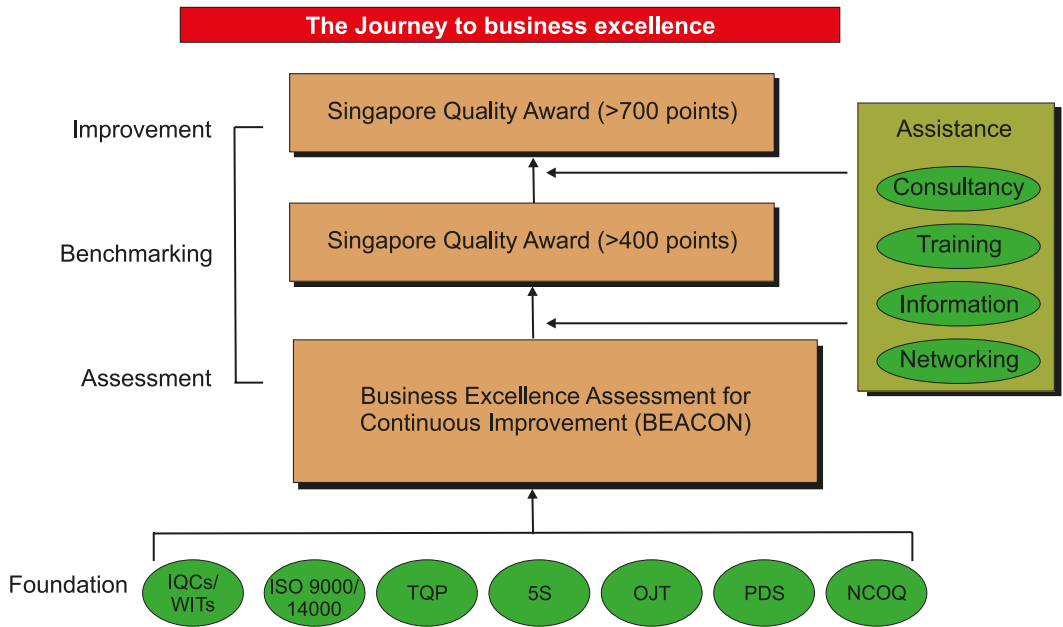 The Journey to business excellence
Improvement
Singapore Quality Award (>700 points)
Assistance
Consultancy
Benchmarking
Singapore Quality Award (>400 points)
Training
Information
Networking
Assessment
Business Excellence Assessment for
Continuous Improvement (BEACON)
Foundation
IQCs/
WITs
ISO 9000/
14000
TQP
5S
OJT
PDS
NCOQ